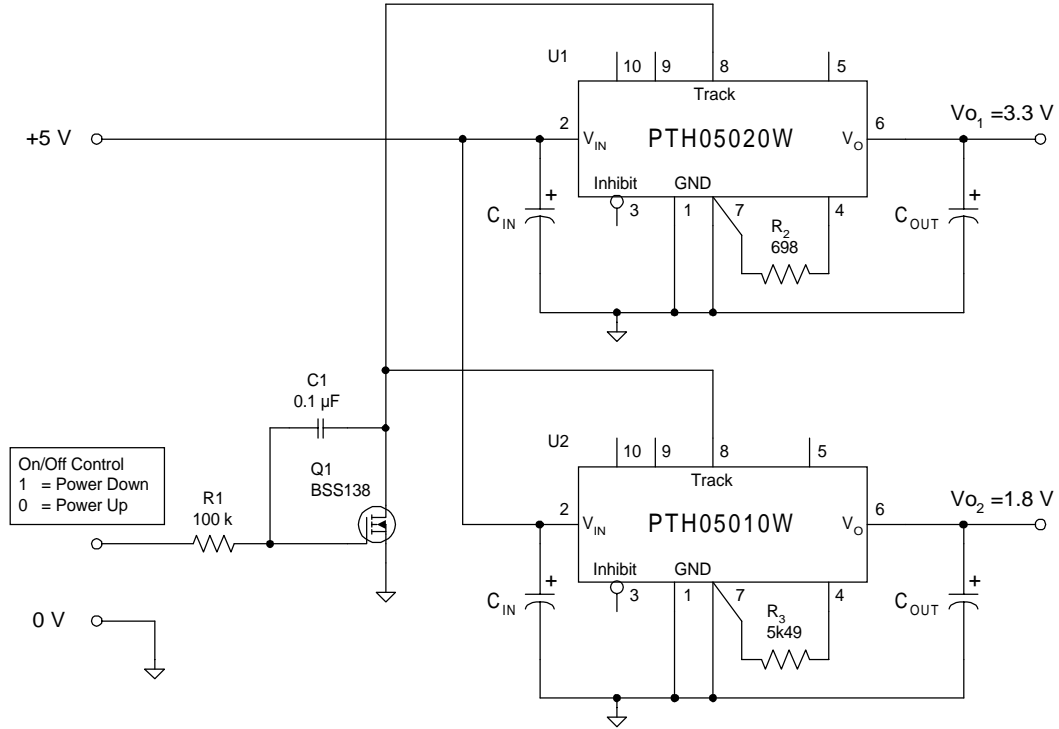 U1
10
9
8
5
Track
+5 V
2
V_IN
PTH05020W
V_O
6
Vo_1 =3.3 V
Inhibit
GND
3
1
7
4
+
C_IN
R_2
698
+
C_OUT
C1
0.1 µF
U2
10
9
8
5
Track
On/Off Control
1 = Power Down
0 = Power Up
R1
100 k
Q1
BSS138
2
V_IN
PTH05010W
V_O
6
Vo_2 =1.8 V
Inhibit
GND
3
1
7
4
+
C_IN
R_3
5k49
+
C_OUT
0 V